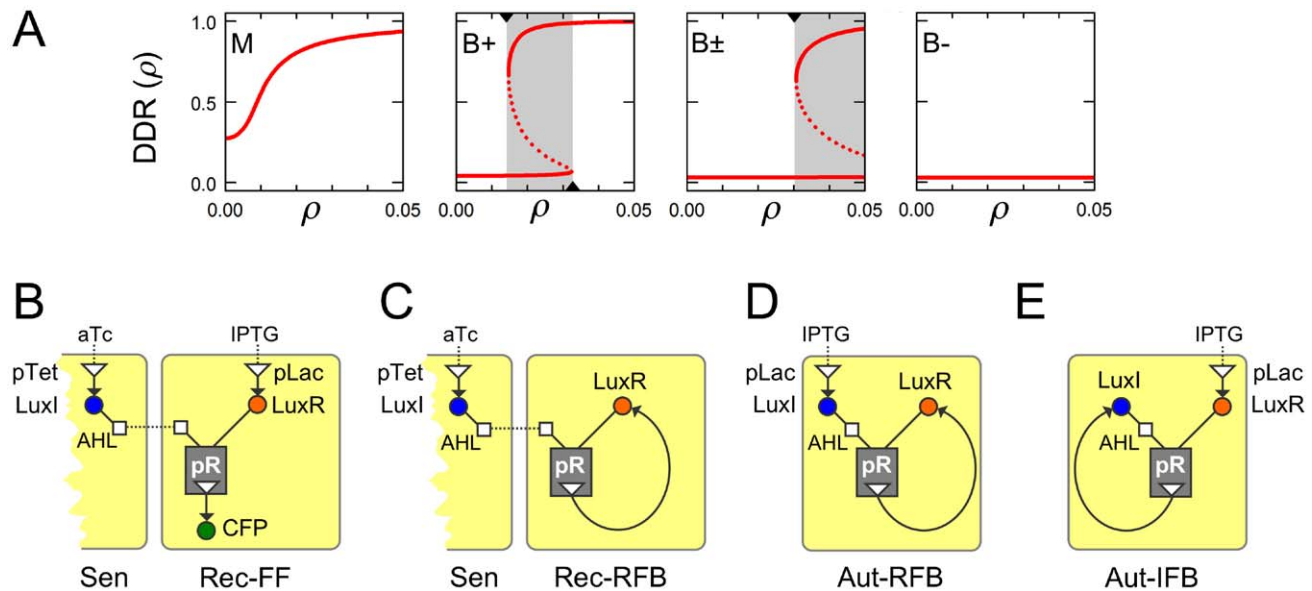 A
DDR (ρ)
1.0
0.5
0.0
M
B+
B±
B-
0.00 ρ 0.05
0.00 ρ 0.05
0.00 ρ 0.05
0.00 ρ 0.05
B
aTc
IPTG
pTet
pLac
LuxI
LuxR
AHL
pR
CFP
Sen
Rec-FF
C
aTc
pTet
LuxI
LuxR
AHL
pR
Sen
Rec-RFB
D
IPTG
pLac
LuxI
LuxR
AHL
pR
Aut-RFB
E
IPTG
pLac
LuxI
LuxR
AHL
pR
Aut-IFB